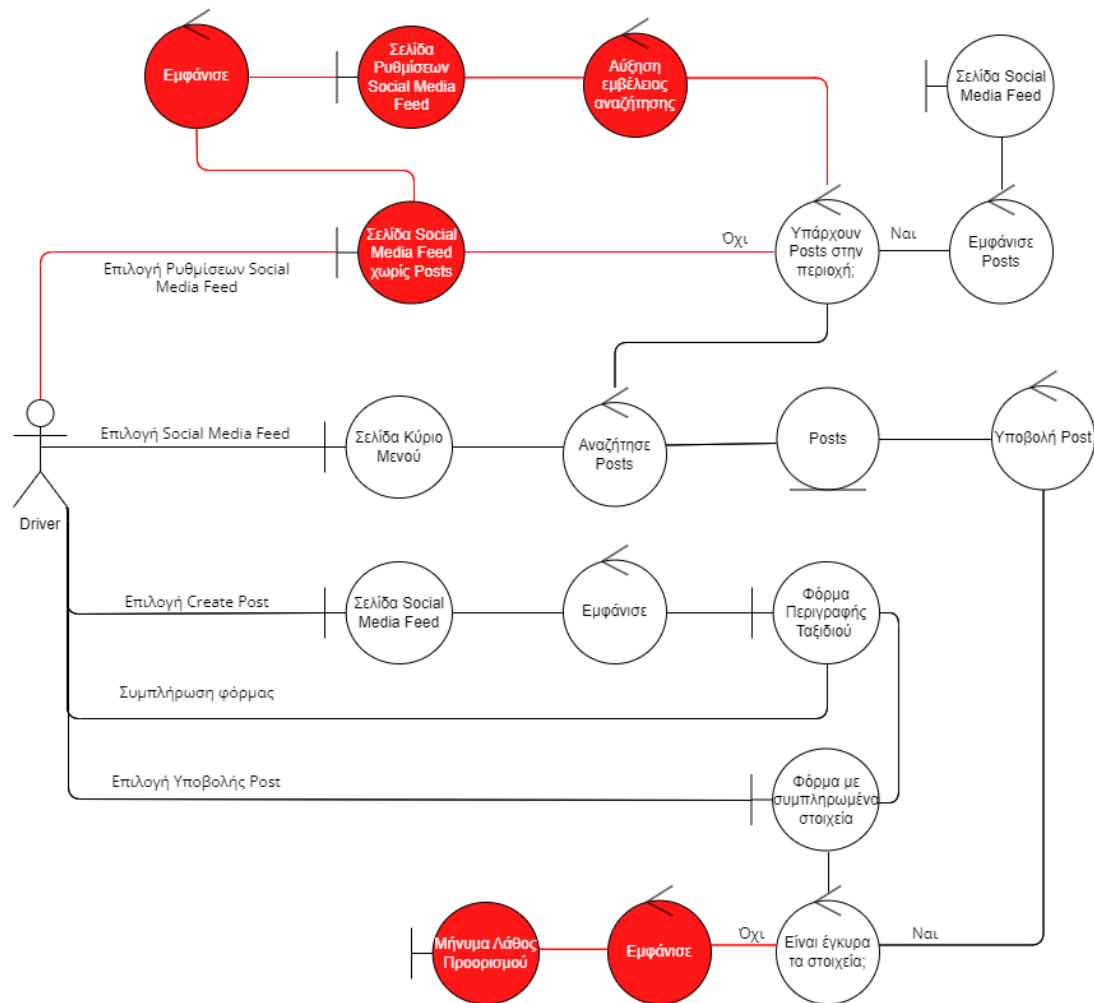 Εμφάνισε
Σελίδα
Ρυθμίσεων
Social Media
Feed
Αύξηση
εμβέλειας
αναζήτησης
Σελίδα Social
Media Feed
Επιλογή Ρυθμίσεων Social
Media Feed
Σελίδα Social
Media Feed
χωρίς Posts
Όχι
Υπάρχουν
Posts στην
περιοχή;
Ναι
Εμφάνισε
Posts
Επιλογή Social Media Feed
Σελίδα Κύριο
Μενού
Αναζήτησε
Posts
Posts
Υποβολή Post
Driver
Επιλογή Create Post
Σελίδα Social
Media Feed
Εμφάνισε
Φόρμα
Περιγραφής
Ταξιδιού
Συμπλήρωση φόρμας
Επιλογή Υποβολής Post
Φόρμα με
συμπληρωμένα
στοιχεία
Μήνυμα Λάθος
Προορισμού
Εμφάνισε
Όχι
Είναι έγκυρα
τα στοιχεία;
Ναι